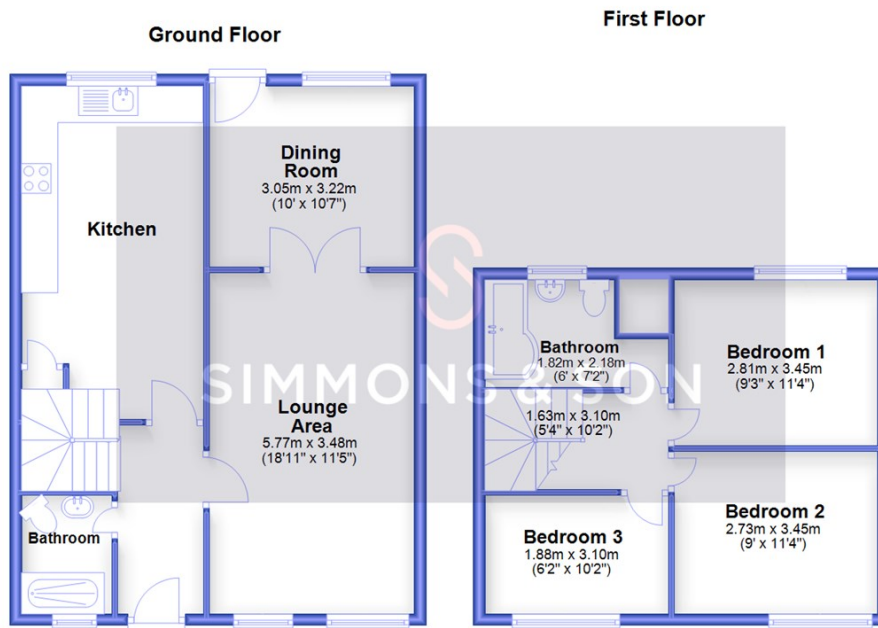 Ground Floor
First Floor
Dining
Room
3.05m x 3.22m
(10' x 10'7")
Kitchen
Bathroom
1.82m x 2.18m
(6' x 7'2")
Bedroom 1
2.81m x 3.45m
(9'3" x 11'4")
SIMMONS & SON
Lounge
Area
5.77m x 3.48m
(18'11" x 11'5")
1.63m x 3.10m
(5'4" x 10'2")
Bedroom 2
2.73m x 3.45m
(9' x 11'4")
Bathroom
Bedroom 3
1.88m x 3.10m
(6'2" x 10'2")